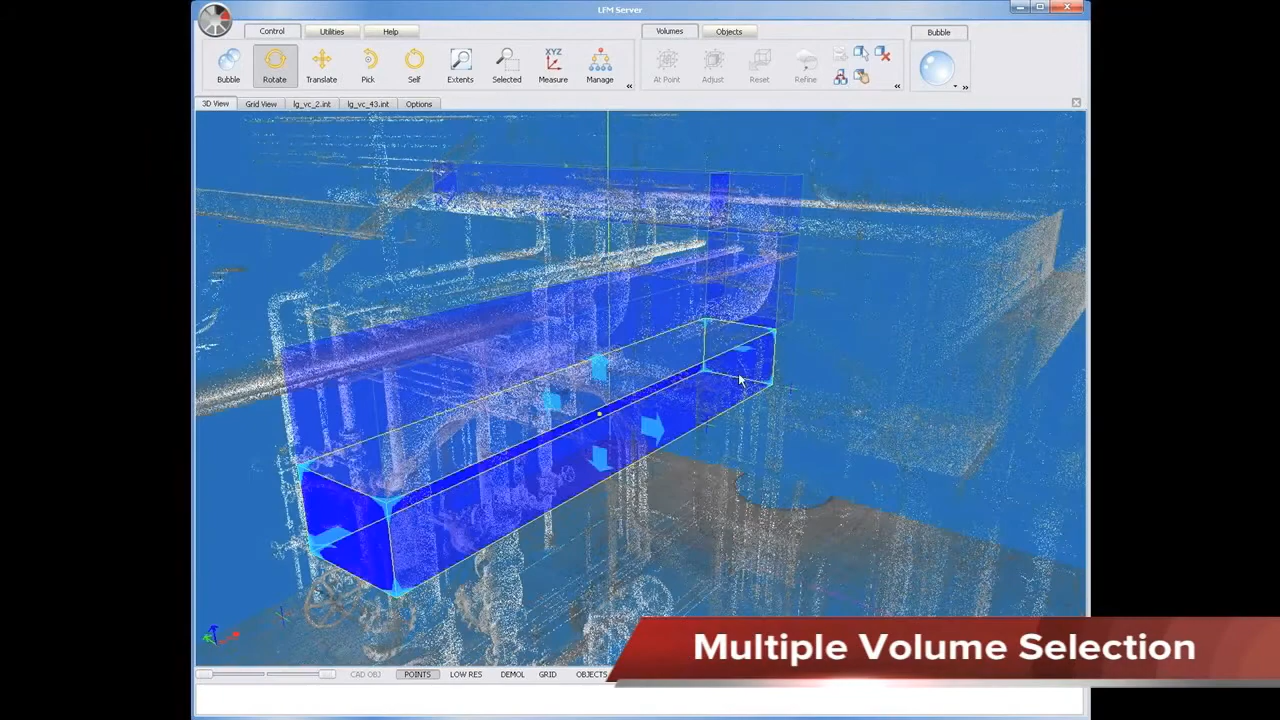 LFM Server
Control Utilities Help
Volumes Objects
Bubble
Bubble Rotate Translate Pick Self Extents Selected Measure Manage
XYZ
At Point Adjust Reset Refine
3D View Grid View lg_vc_2.int lg_vc_43.int Options
Multiple Volume Selection
CAD OBJ POINTS LOW RES DEMOL GRID OBJECTS